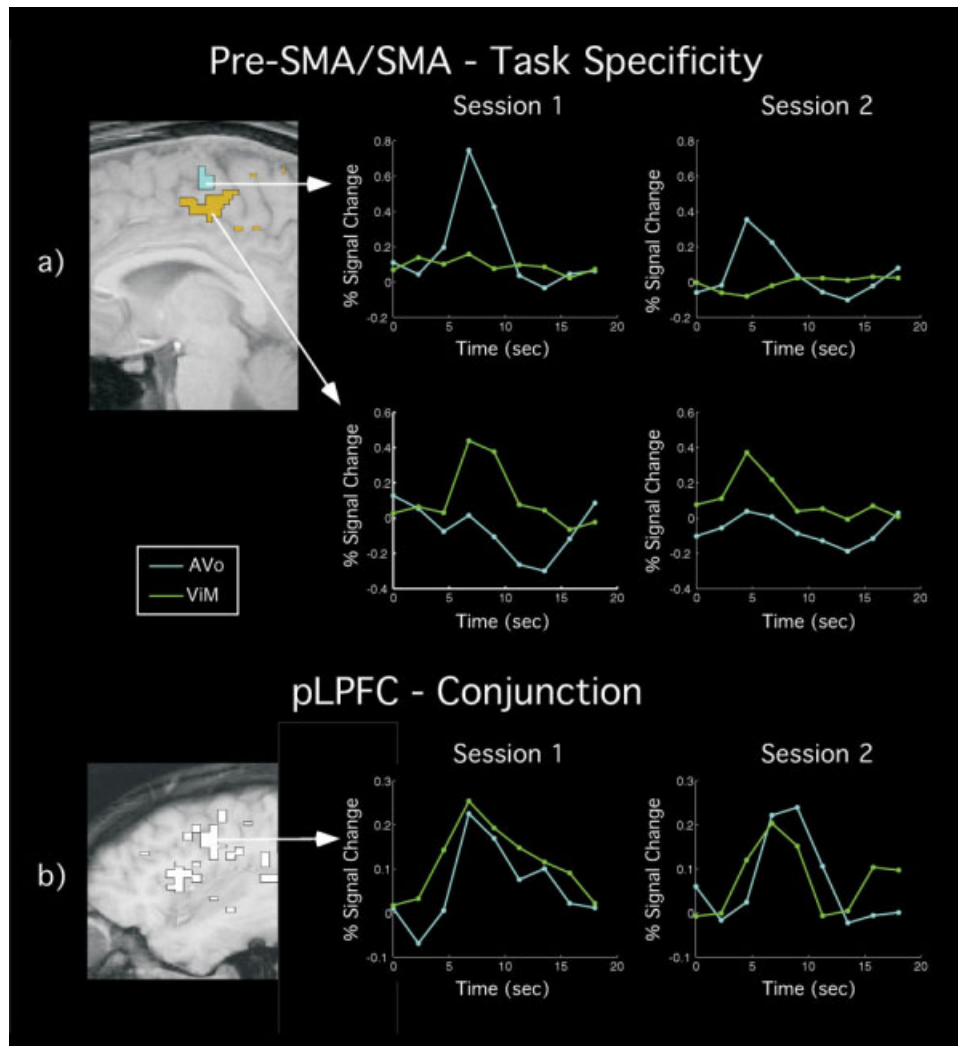 Pre-SMA/SMA - Task Specificity
Session 1
Session 2
a)
% Signal Change
0.8
0.6
0.4
0.2
0
-0.2
0
5
10
15
20
Time (sec)
% Signal Change
0.8
0.6
0.4
0.2
0
-0.2
0
5
10
15
20
Time (sec)
% Signal Change
0.6
0.4
0.2
0
-0.2
-0.4
0
5
10
15
20
Time (sec)
% Signal Change
0.6
0.4
0.2
0
-0.2
-0.4
0
5
10
15
20
Time (sec)
AVo
ViM
pLPFC - Conjunction
Session 1
Session 2
b)
% Signal Change
0.3
0.2
0.1
0
-0.1
0
5
10
15
20
Time (sec)
% Signal Change
0.3
0.2
0.1
0
-0.1
0
5
10
15
20
Time (sec)